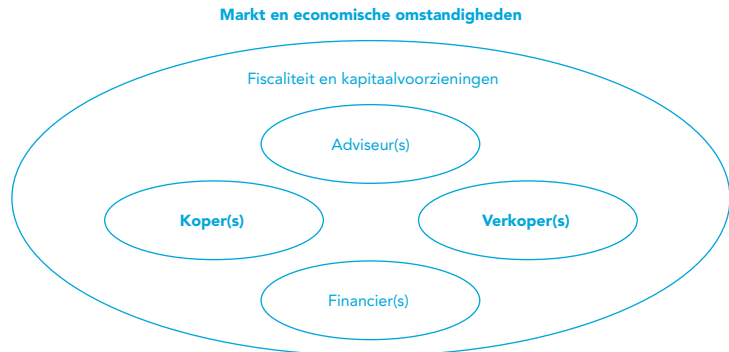 Markt en economische omstandigheden
Fiscaliteit en kapitaalvoorzieningen
Adviseur(s)
Koper(s)
Verkoper(s)
Financier(s)